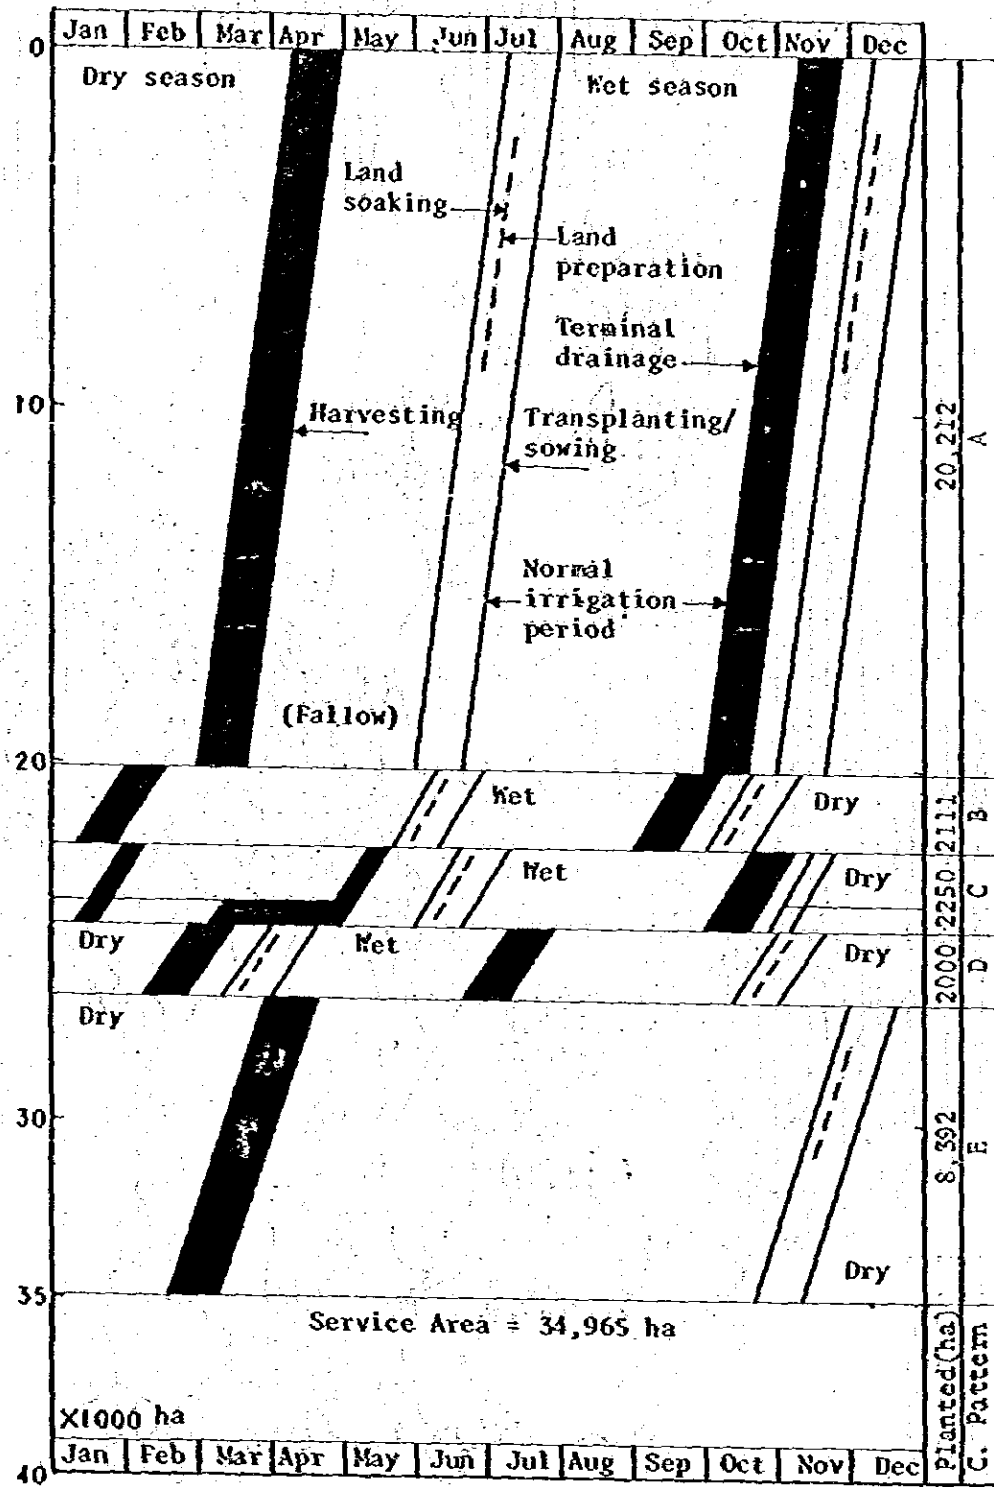 Jan Feb Mar Apr May Jun Jul Aug Sep Oct Nov Dec
0
Dry season
Wet season
Land
soaking
Land
preparation
Terminal
drainage
10
Harvesting
Transplanting/
sowing
20,212
A
Normal
irrigation
period
(Fallow)
20
Wet
Dry
2111
B
Wet
Dry
2250
C
Dry
Wet
Dry
2000
D
Dry
30
8,392
E
Dry
35
Service Area = 34,965 ha
Planted(ha)
C. Pattern
X1000 ha
Jan Feb Mar Apr May Jun Jul Aug Sep Oct Nov Dec
40